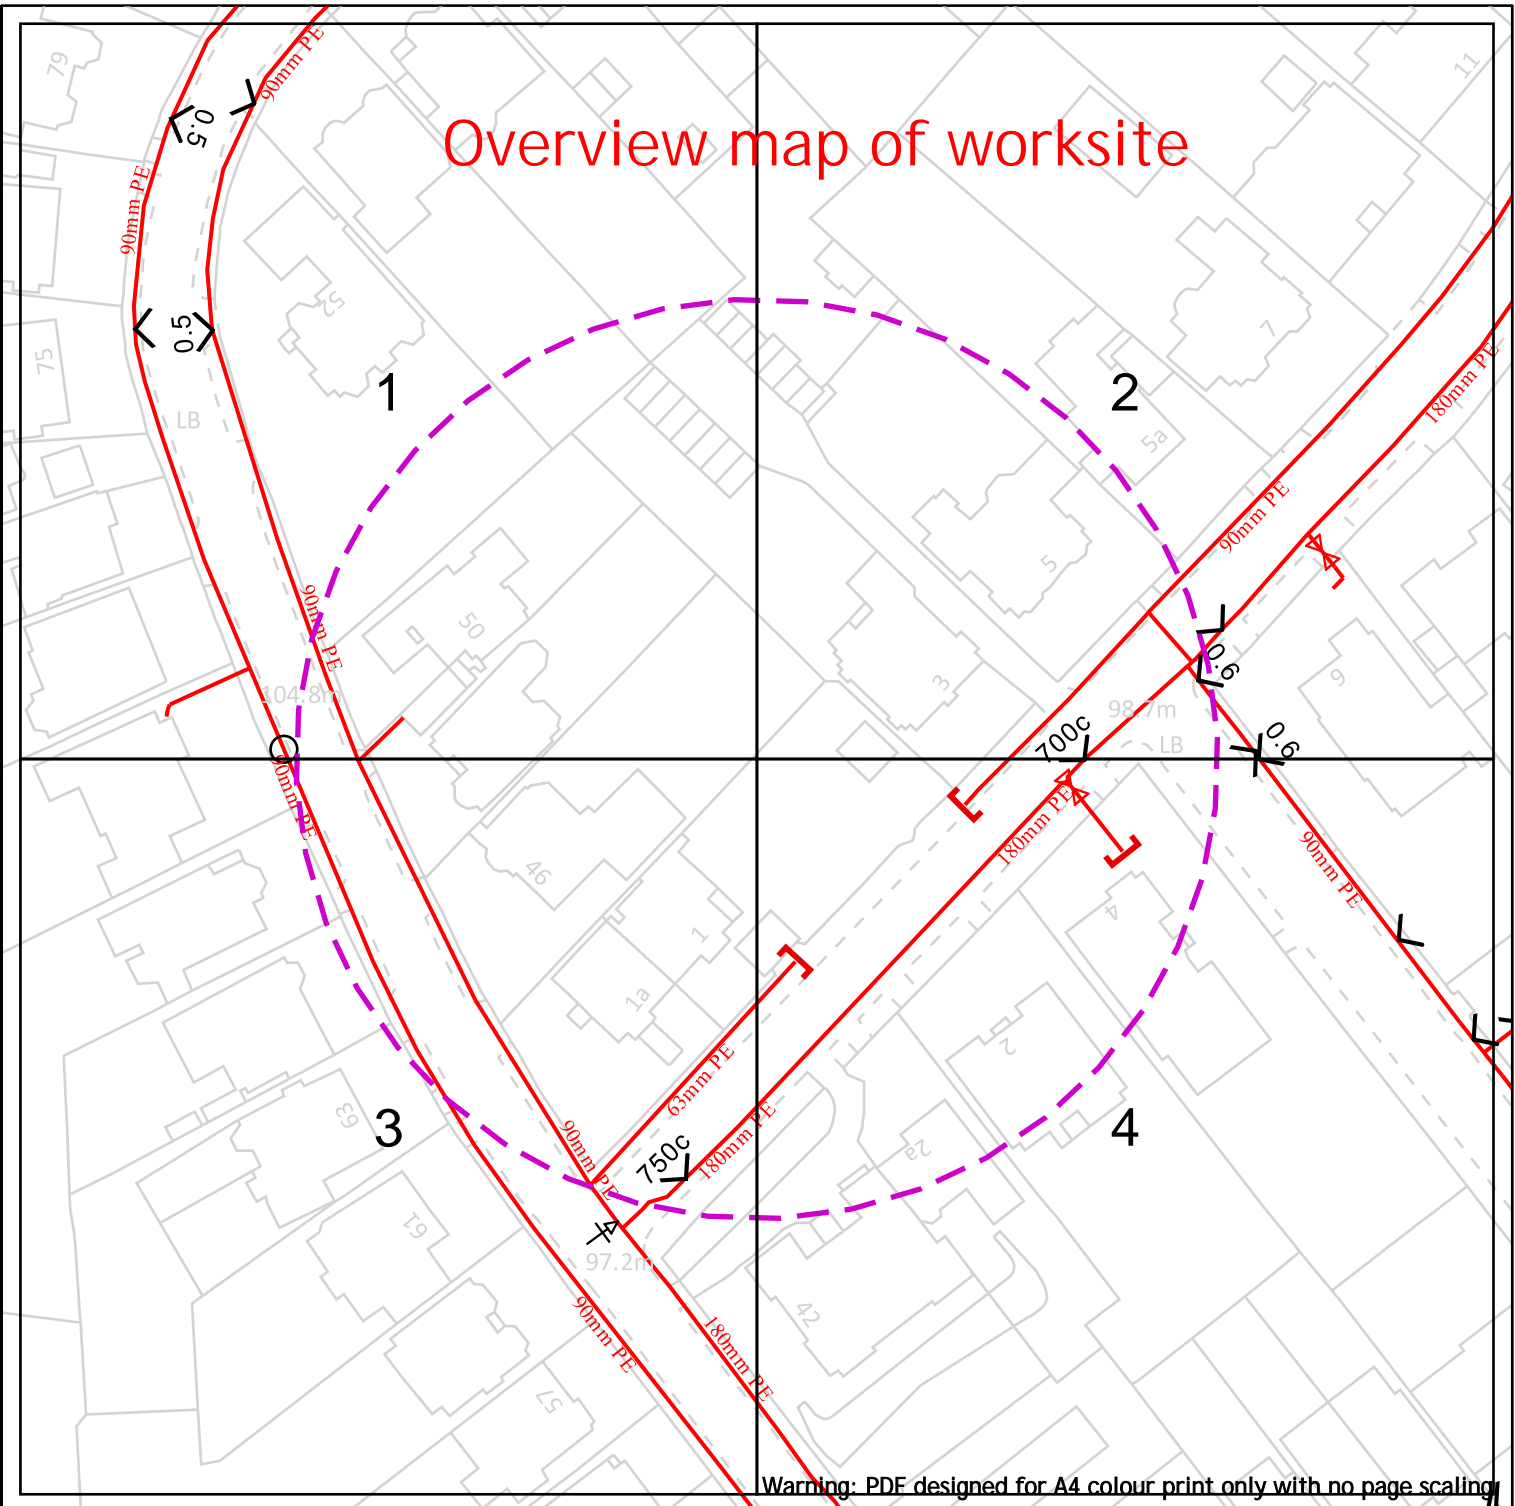 79
90mm PE
11
0.5
Overview map of worksite
90mm PE
52
0.5
7
75
180mm PE
1
2
LB
5a
90mm PE
5
90mm PE
50
0.6
9
3
104.8m
98.7m
700c
LB
0.6
90mm PE
180mm PE
46
90mm PE
4
1
1a
2
63mm PE
3
63
4
180mm PE
90mm PE
750c
2a
61
97.2m
42
90mm PE
180mm PE
57
Warning: PDF designed for A4 colour print only with no page scaling